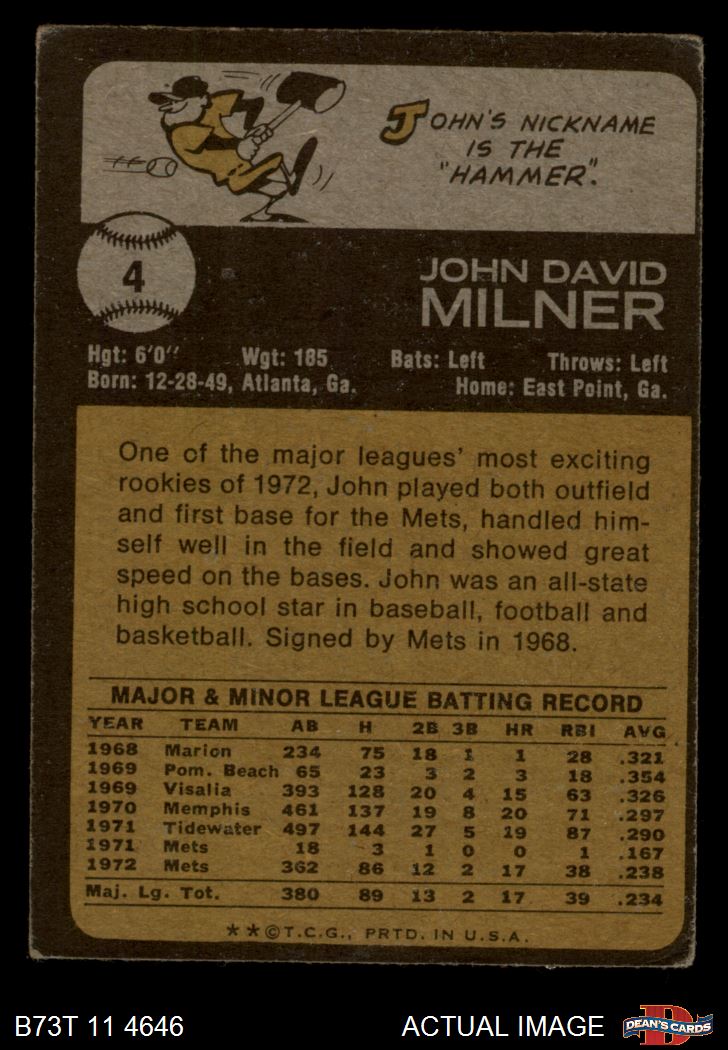 JOHN'S NICKNAME
IS THE
"HAMMER".
4
JOHN DAVID
MILNER
Hgt: 6'0" Wgt: 185 Bats: Left Throws: Left
Born: 12-28-49, Atlanta, Ga. Home: East Point, Ga.
One of the major leagues' most exciting
rookies of 1972, John played both outfield
and first base for the Mets, handled him-
self well in the field and showed great
speed on the bases. John was an all-state
high school star in baseball, football and
basketball. Signed by Mets in 1968.
MAJOR & MINOR LEAGUE BATTING RECORD
YEAR TEAM AB H 2B 3B HR RBI AVG
1968 Marion 234 75 18 1 1 28 .321
1969 Pom. Beach 65 23 3 2 3 18 .354
1969 Visalia 393 128 20 4 15 63 .326
1970 Memphis 461 137 19 8 20 71 .297
1971 Tidewater 497 144 27 5 19 87 .290
1971 Mets 18 3 1 0 0 1 .167
1972 Mets 362 86 12 2 17 38 .238
Maj. Lg. Tot. 380 89 13 2 17 39 .234
**©T.C.G., PRTD. IN U.S.A.
B73T 11 4646 ACTUAL IMAGE
D
DEAN'S CARDS